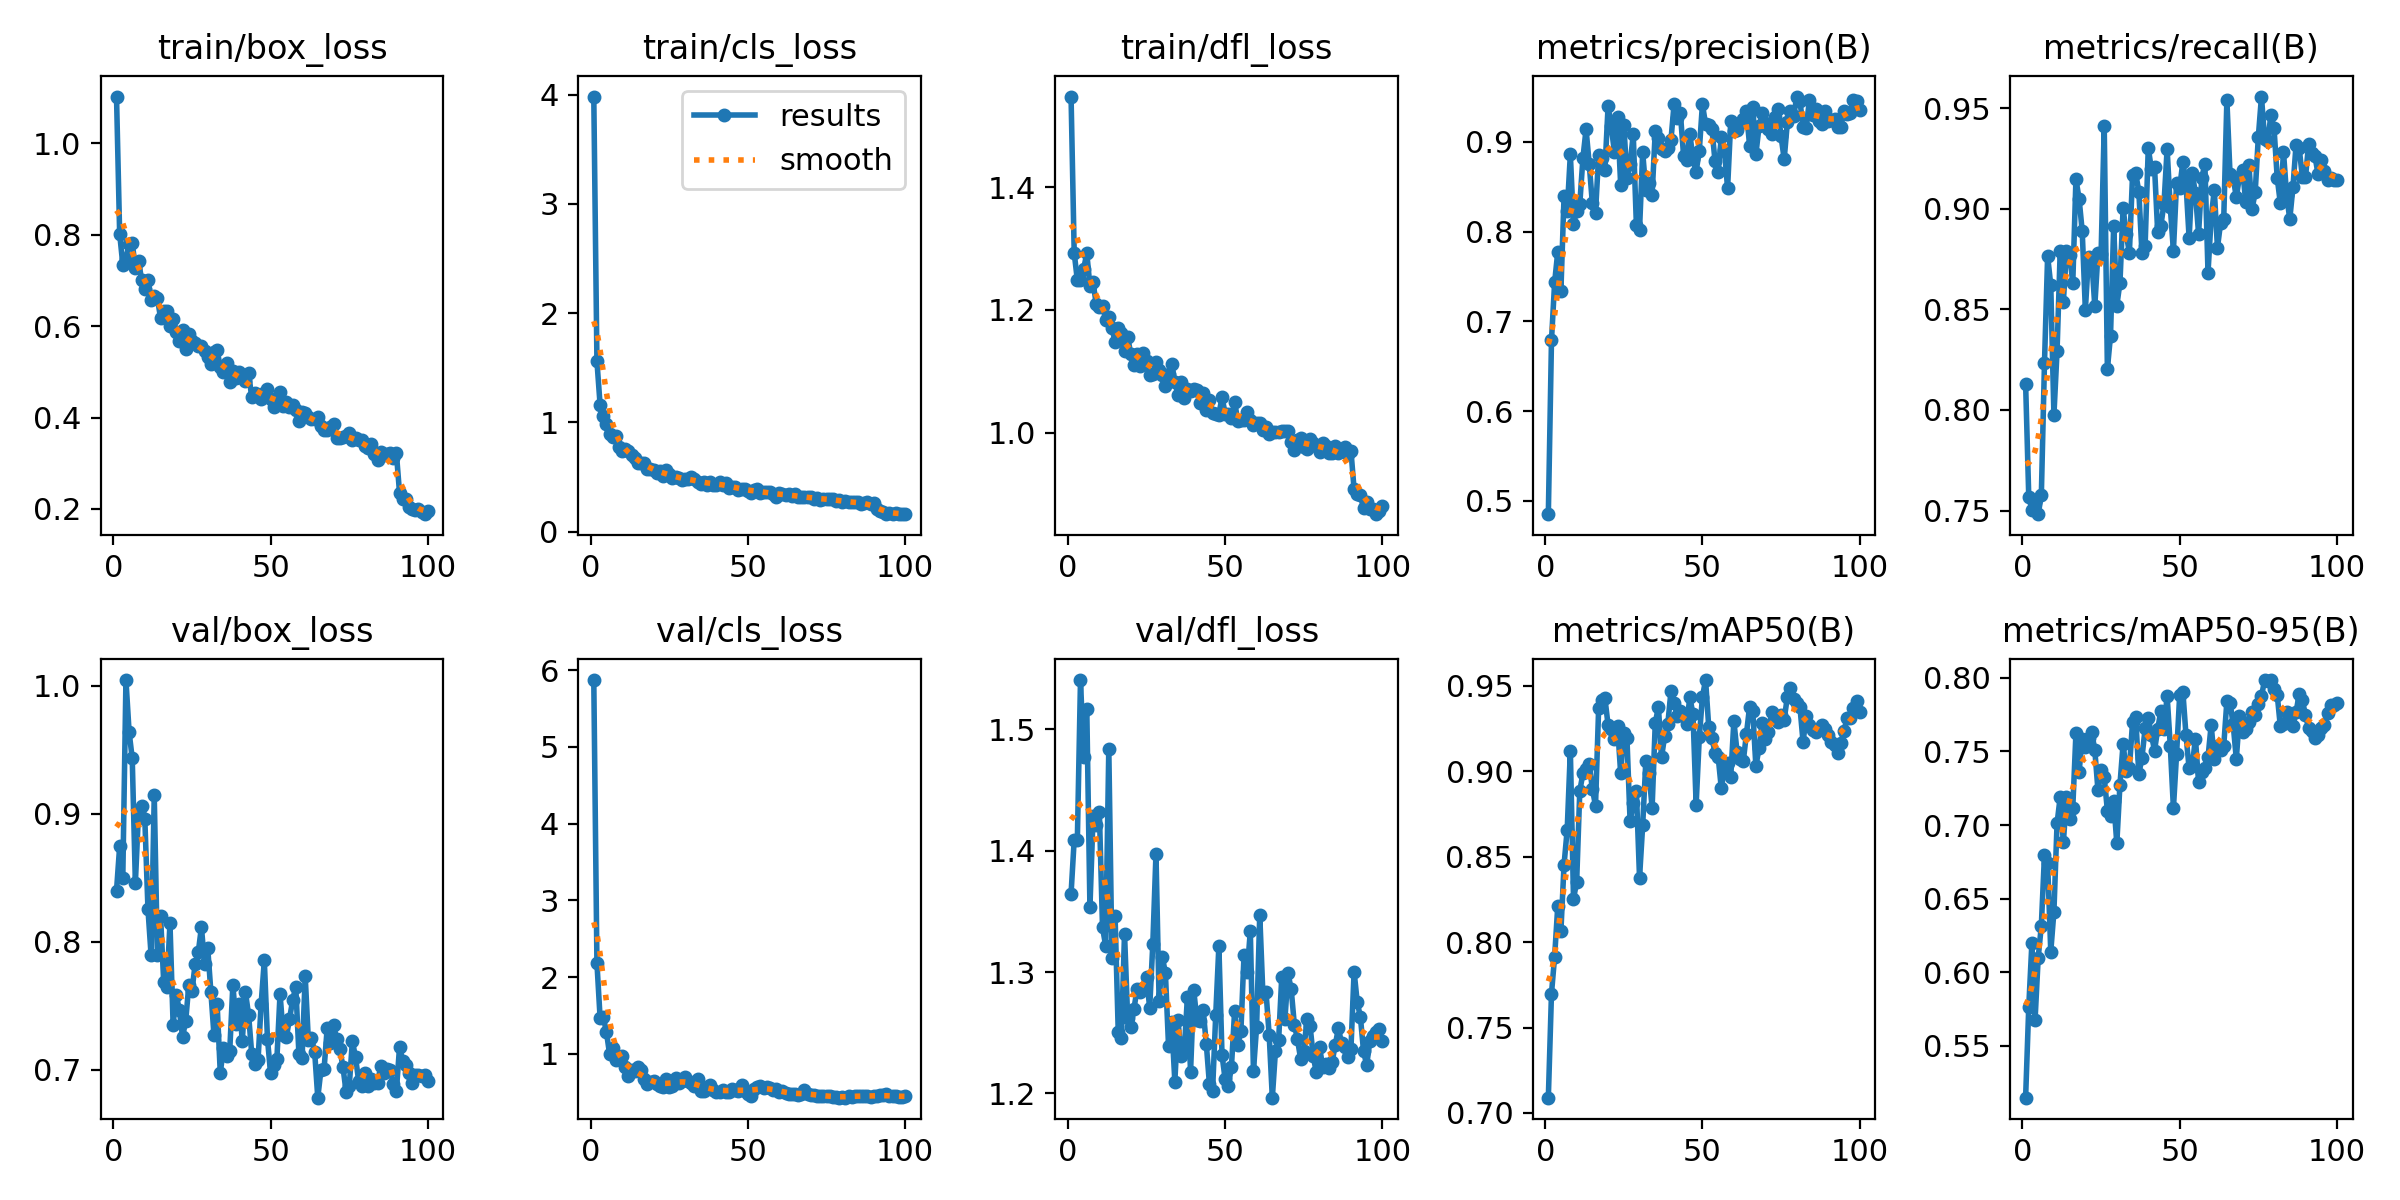 train/box_loss
1.0
0.8
0.6
0.4
0.2
0 50 100
train/cls_loss
results
smooth
4
3
2
1
0
0 50 100
train/dfl_loss
1.4
1.2
1.0
0 50 100
metrics/precision(B)
0.9
0.8
0.7
0.6
0.5
0 50 100
metrics/recall(B)
0.95
0.90
0.85
0.80
0.75
0 50 100
val/box_loss
1.0
0.9
0.8
0.7
0 50 100
val/cls_loss
6
5
4
3
2
1
0 50 100
val/dfl_loss
1.5
1.4
1.3
1.2
0 50 100
metrics/mAP50(B)
0.95
0.90
0.85
0.80
0.75
0.70
0 50 100
metrics/mAP50-95(B)
0.80
0.75
0.70
0.65
0.60
0.55
0 50 100